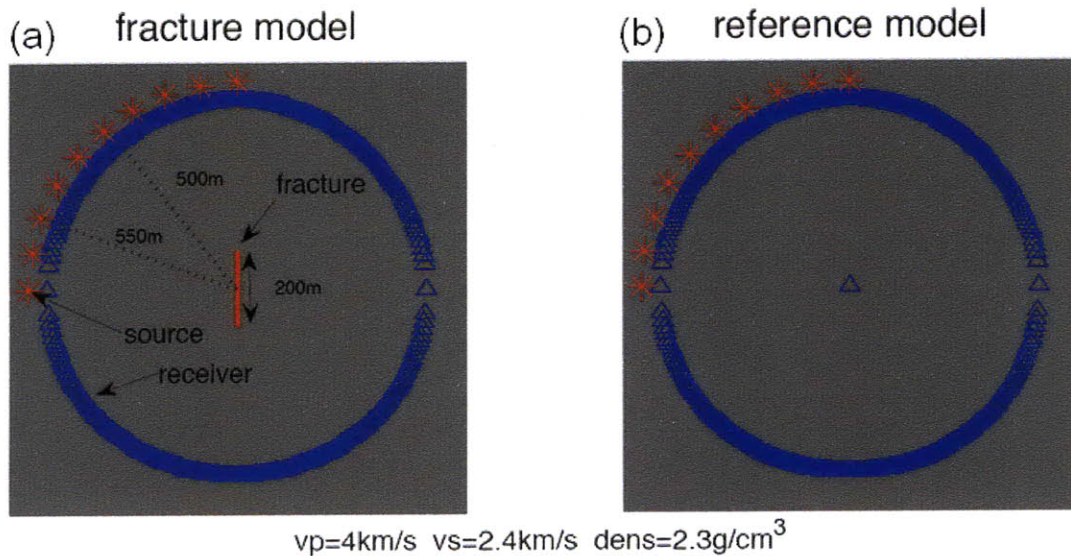 (a) fracture model
500m
fracture
550m
200m
source
receiver
(b) reference model
vp=4km/s vs=2.4km/s dens=2.3g/cm³